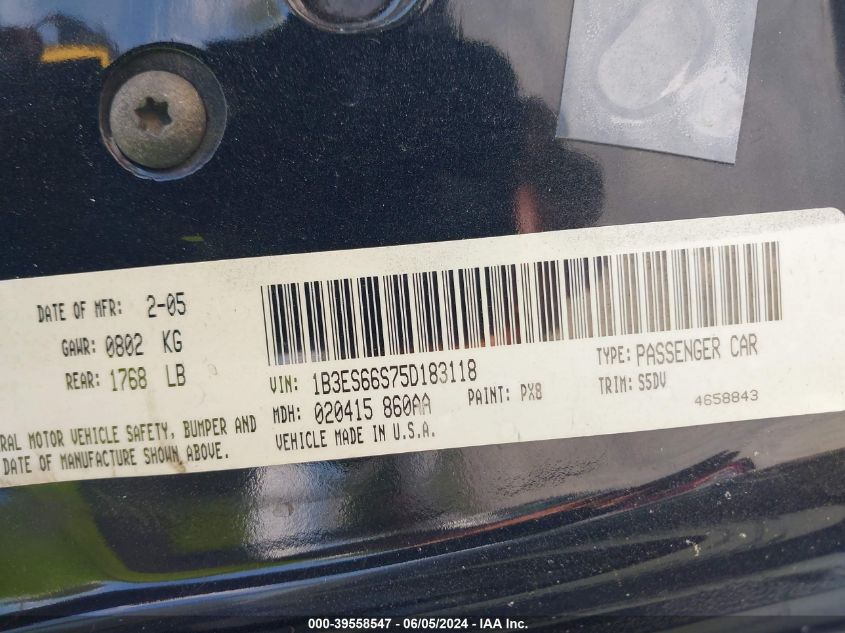 DATE OF MFR: 2-05
GAWR: 0802 KG
REAR: 1768 LB
RAL MOTOR VEHICLE SAFETY, BUMPER AND
DATE OF MANUFACTURE SHOWN ABOVE.
VIN: 1B3ES66S75D183118
TYPE: PASSENGER CAR
MDH: 020415 860AA
PAINT: PX8
TRIM: S5DV
VEHICLE MADE IN U.S.A.
4658843
000-39558547 - 06/05/2024 - IAA Inc.